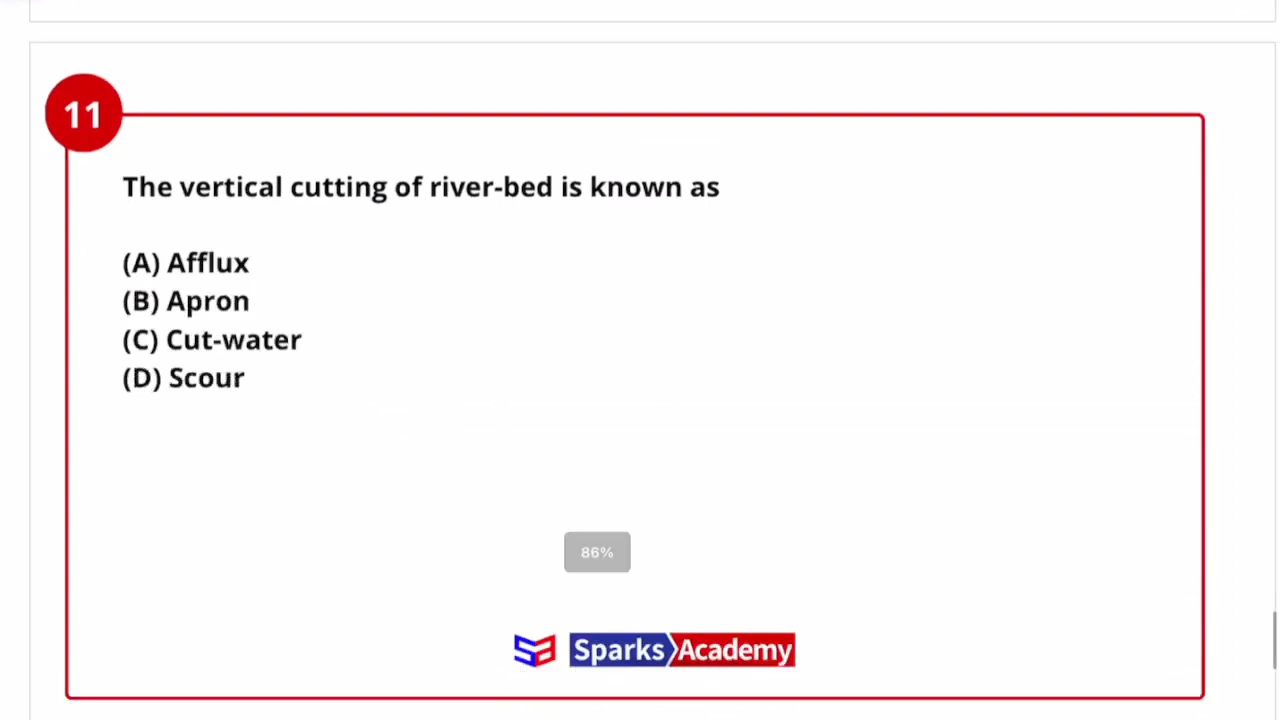 11
The vertical cutting of river-bed is known as
(A) Afflux
(B) Apron
(C) Cut-water
(D) Scour
86%
Sparks Academy